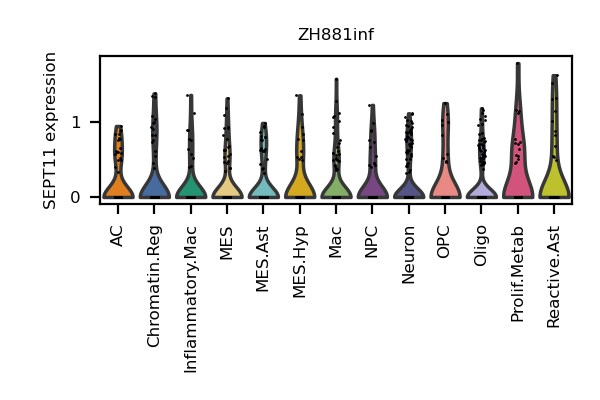 ZH881inf
SEPT11 expression
1
0
AC
Chromatin.Reg
Inflammatory.Mac
MES
MES.Ast
MES.Hyp
Mac
NPC
Neuron
OPC
Oligo
Prolif.Metab
Reactive.Ast